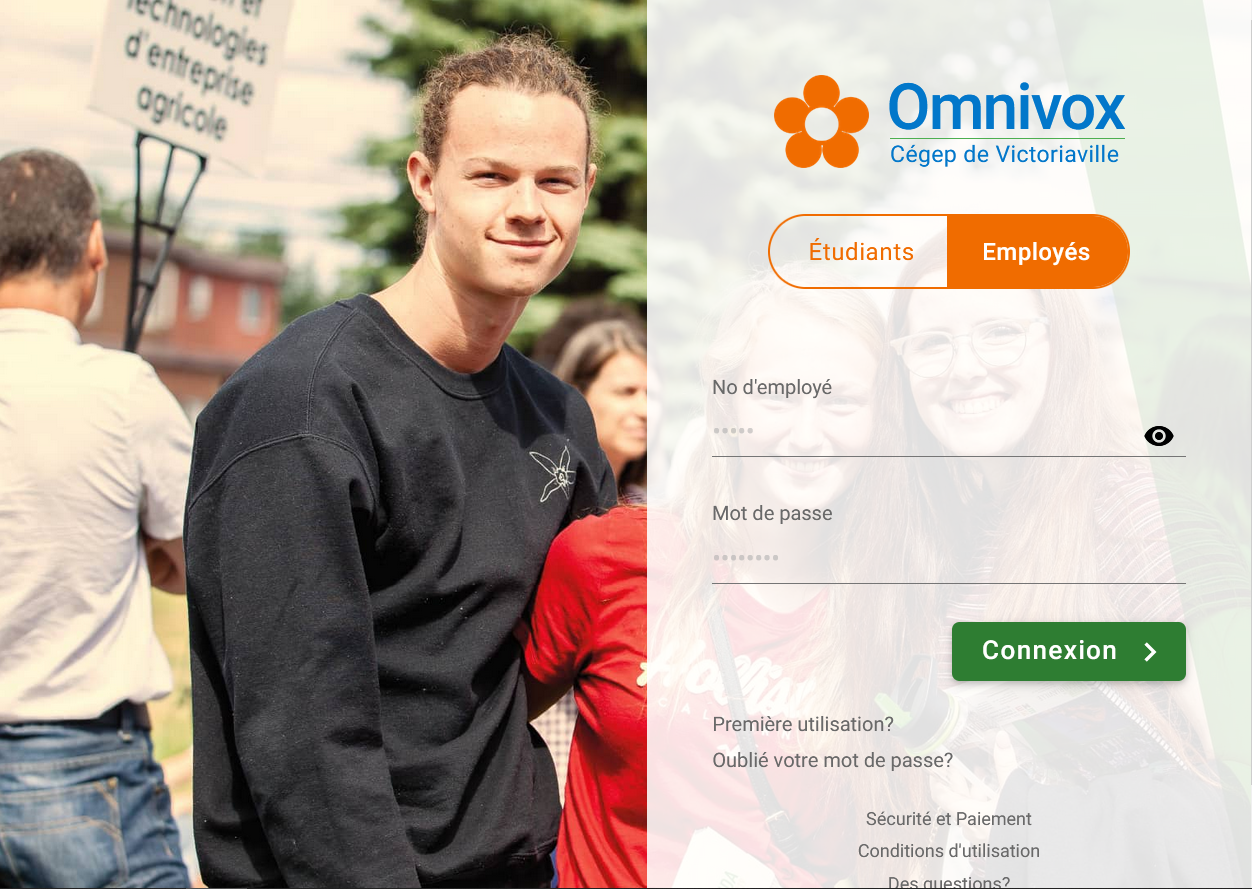 et
technologies
d'entreprise
agricole
Omnivox
Cégep de Victoriaville
Étudiants
Employés
No d'employé
•••••
Mot de passe
••••••••
Connexion
Première utilisation?
Oublié votre mot de passe?
Sécurité et Paiement
Conditions d'utilisation
Des questions?